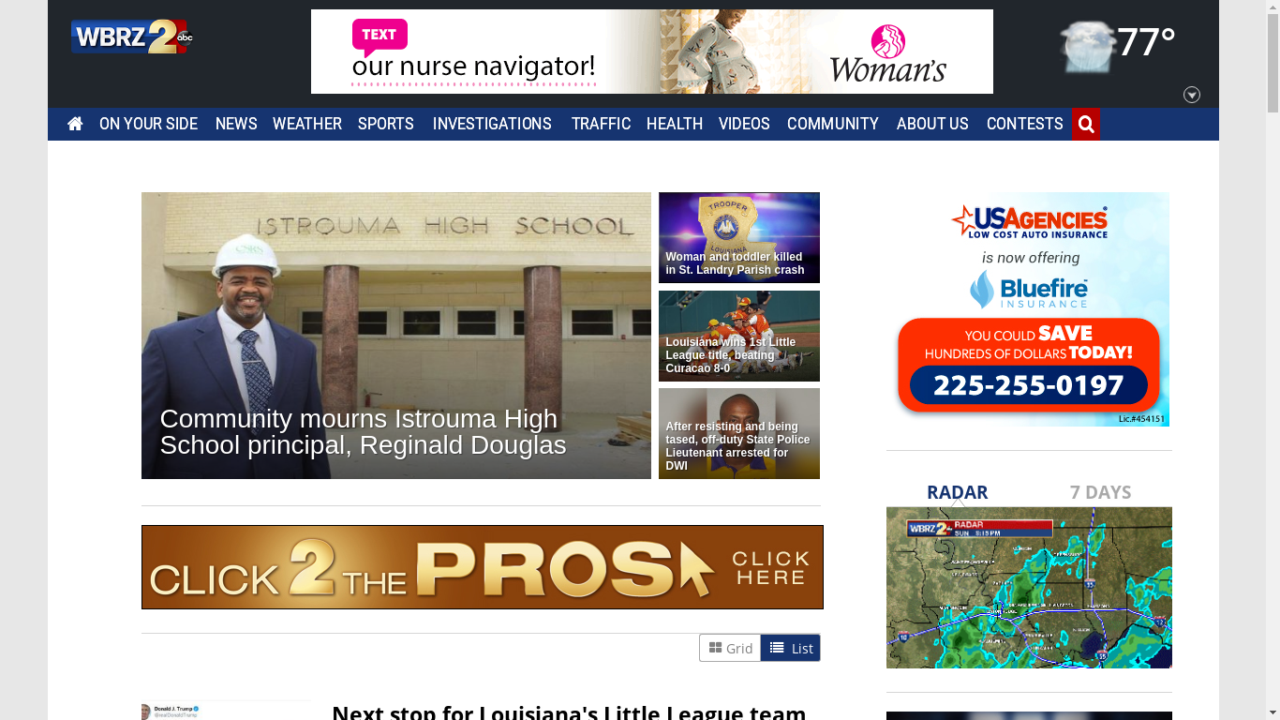 WBRZ 2 abc
TEXT
our nurse navigator!
Woman's
77°
ON YOUR SIDE NEWS WEATHER SPORTS INVESTIGATIONS TRAFFIC HEALTH VIDEOS COMMUNITY ABOUT US CONTESTS
ISTROUMA HIGH SCHOOL
Community mourns Istrouma High
School principal, Reginald Douglas
TROOPER
LOUISIANA
Woman and toddler killed
in St. Landry Parish crash
Louisiana wins 1st Little
League title, beating
Curacao 8-0
After resisting and being
tased, off-duty State Police
Lieutenant arrested for
DWI
USAGENCIES
LOW COST AUTO INSURANCE
is now offering
Bluefire
INSURANCE
YOU COULD SAVE
HUNDREDS OF DOLLARS TODAY!
225-255-0197
Lic.#454151
CLICK 2 THE PROS CLICK
HERE
RADAR 7 DAYS
WBRZ 2 RADAR
SUN 8:19 PM
Grid List
Donald J. Trump
@realDonaldTrump
Next stop for Louisiana's Little League team